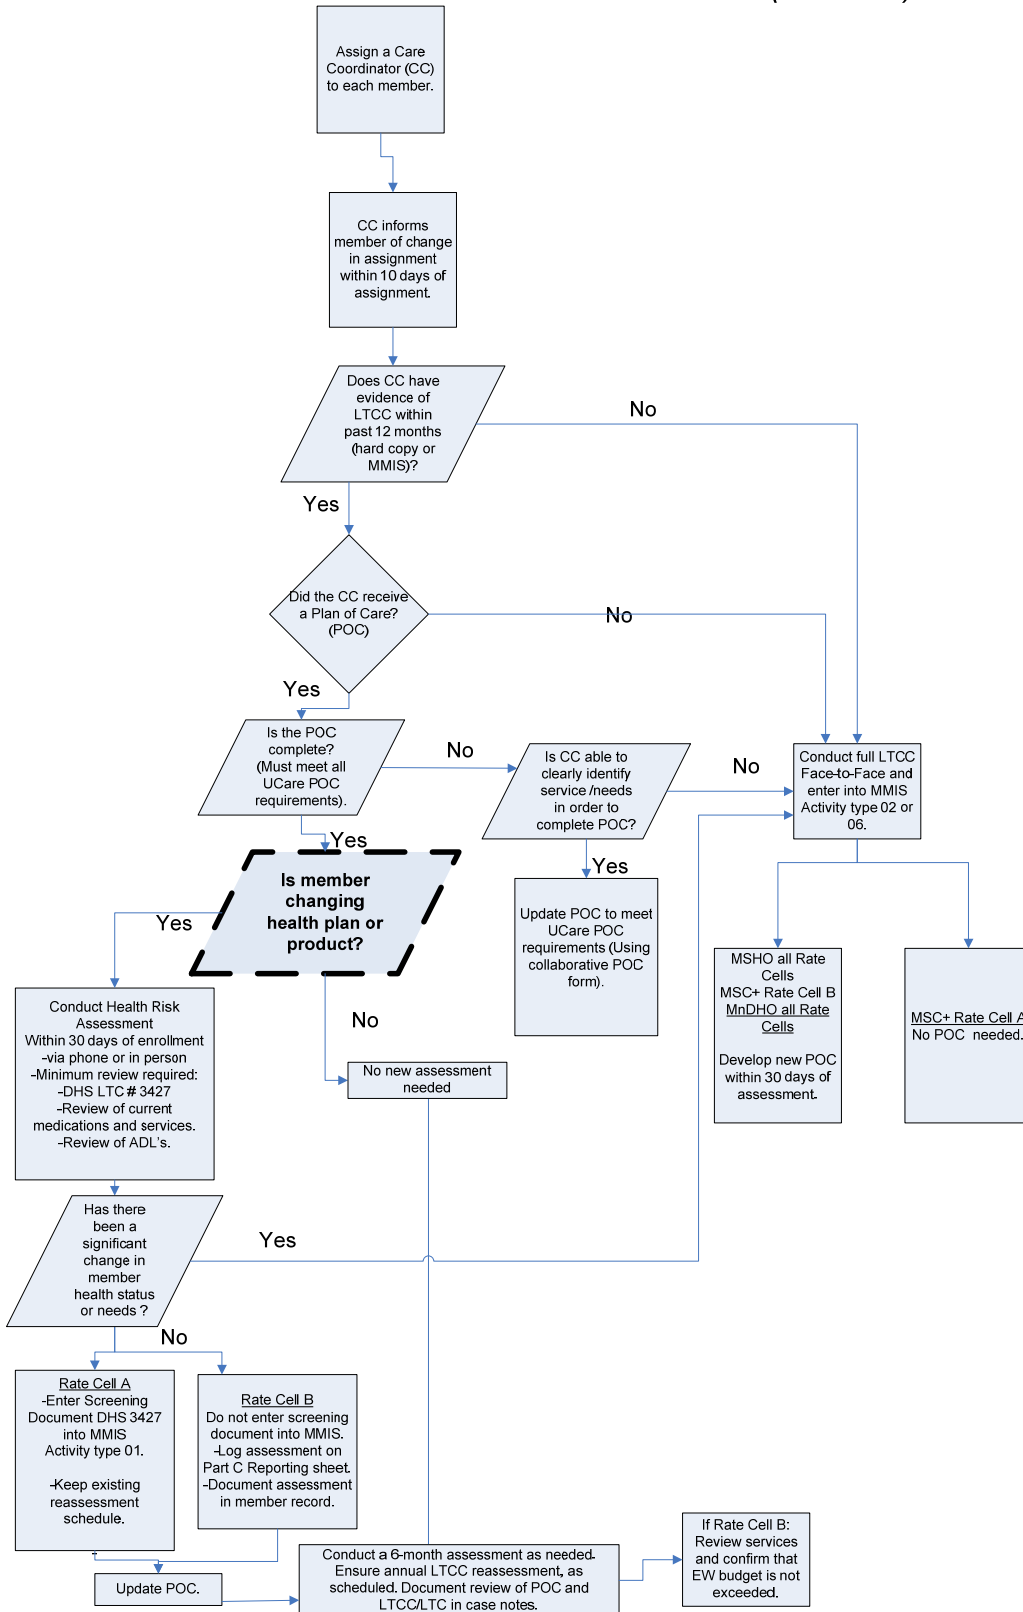 Assign a Care
Coordinator (CC)
to each member.
CC informs
member of change
in assignment
within 10 days of
assignment.
Does CC have
evidence of
LTCC within
past 12 months
(hard copy or
MMIS)?
No
Yes
Did the CC receive
a Plan of Care?
(POC)
No
Yes
Is the POC
complete?
(Must meet all
UCare POC
requirements).
No
Is CC able to
clearly identify
service /needs
in order to
complete POC?
No
Conduct full LTCC
Face-to-Face and
enter into MMIS
Activity type 02 or
06.
Yes
Yes
Is member
changing
health plan or
product?
Update POC to meet
UCare POC
requirements (Using
collaborative POC
form).
Yes
No
MSHO all Rate
Cells
MSC+ Rate Cell B
MnDHO all Rate
Cells
Develop new POC
within 30 days of
assessment.
MSC+ Rate Cell A
No POC needed.
Conduct Health Risk
Assessment
Within 30 days of enrollment
-via phone or in person
-Minimum review required:
-DHS LTC # 3427
-Review of current
medications and services.
-Review of ADL's.
No new assessment
needed
Has there
been a
significant
change in
member
health status
or needs ?
Yes
No
Rate Cell A
-Enter Screening
Document DHS 3427
into MMIS
Activity type 01.
-Keep existing
reassessment
schedule.
Rate Cell B
Do not enter screening
document into MMIS.
-Log assessment on
Part C Reporting sheet.
-Document assessment
in member record.
Update POC.
Conduct a 6-month assessment as needed.
Ensure annual LTCC reassessment, as
scheduled. Document review of POC and
LTCC/LTC in case notes.
If Rate Cell B:
Review services
and confirm that
EW budget is not
exceeded.